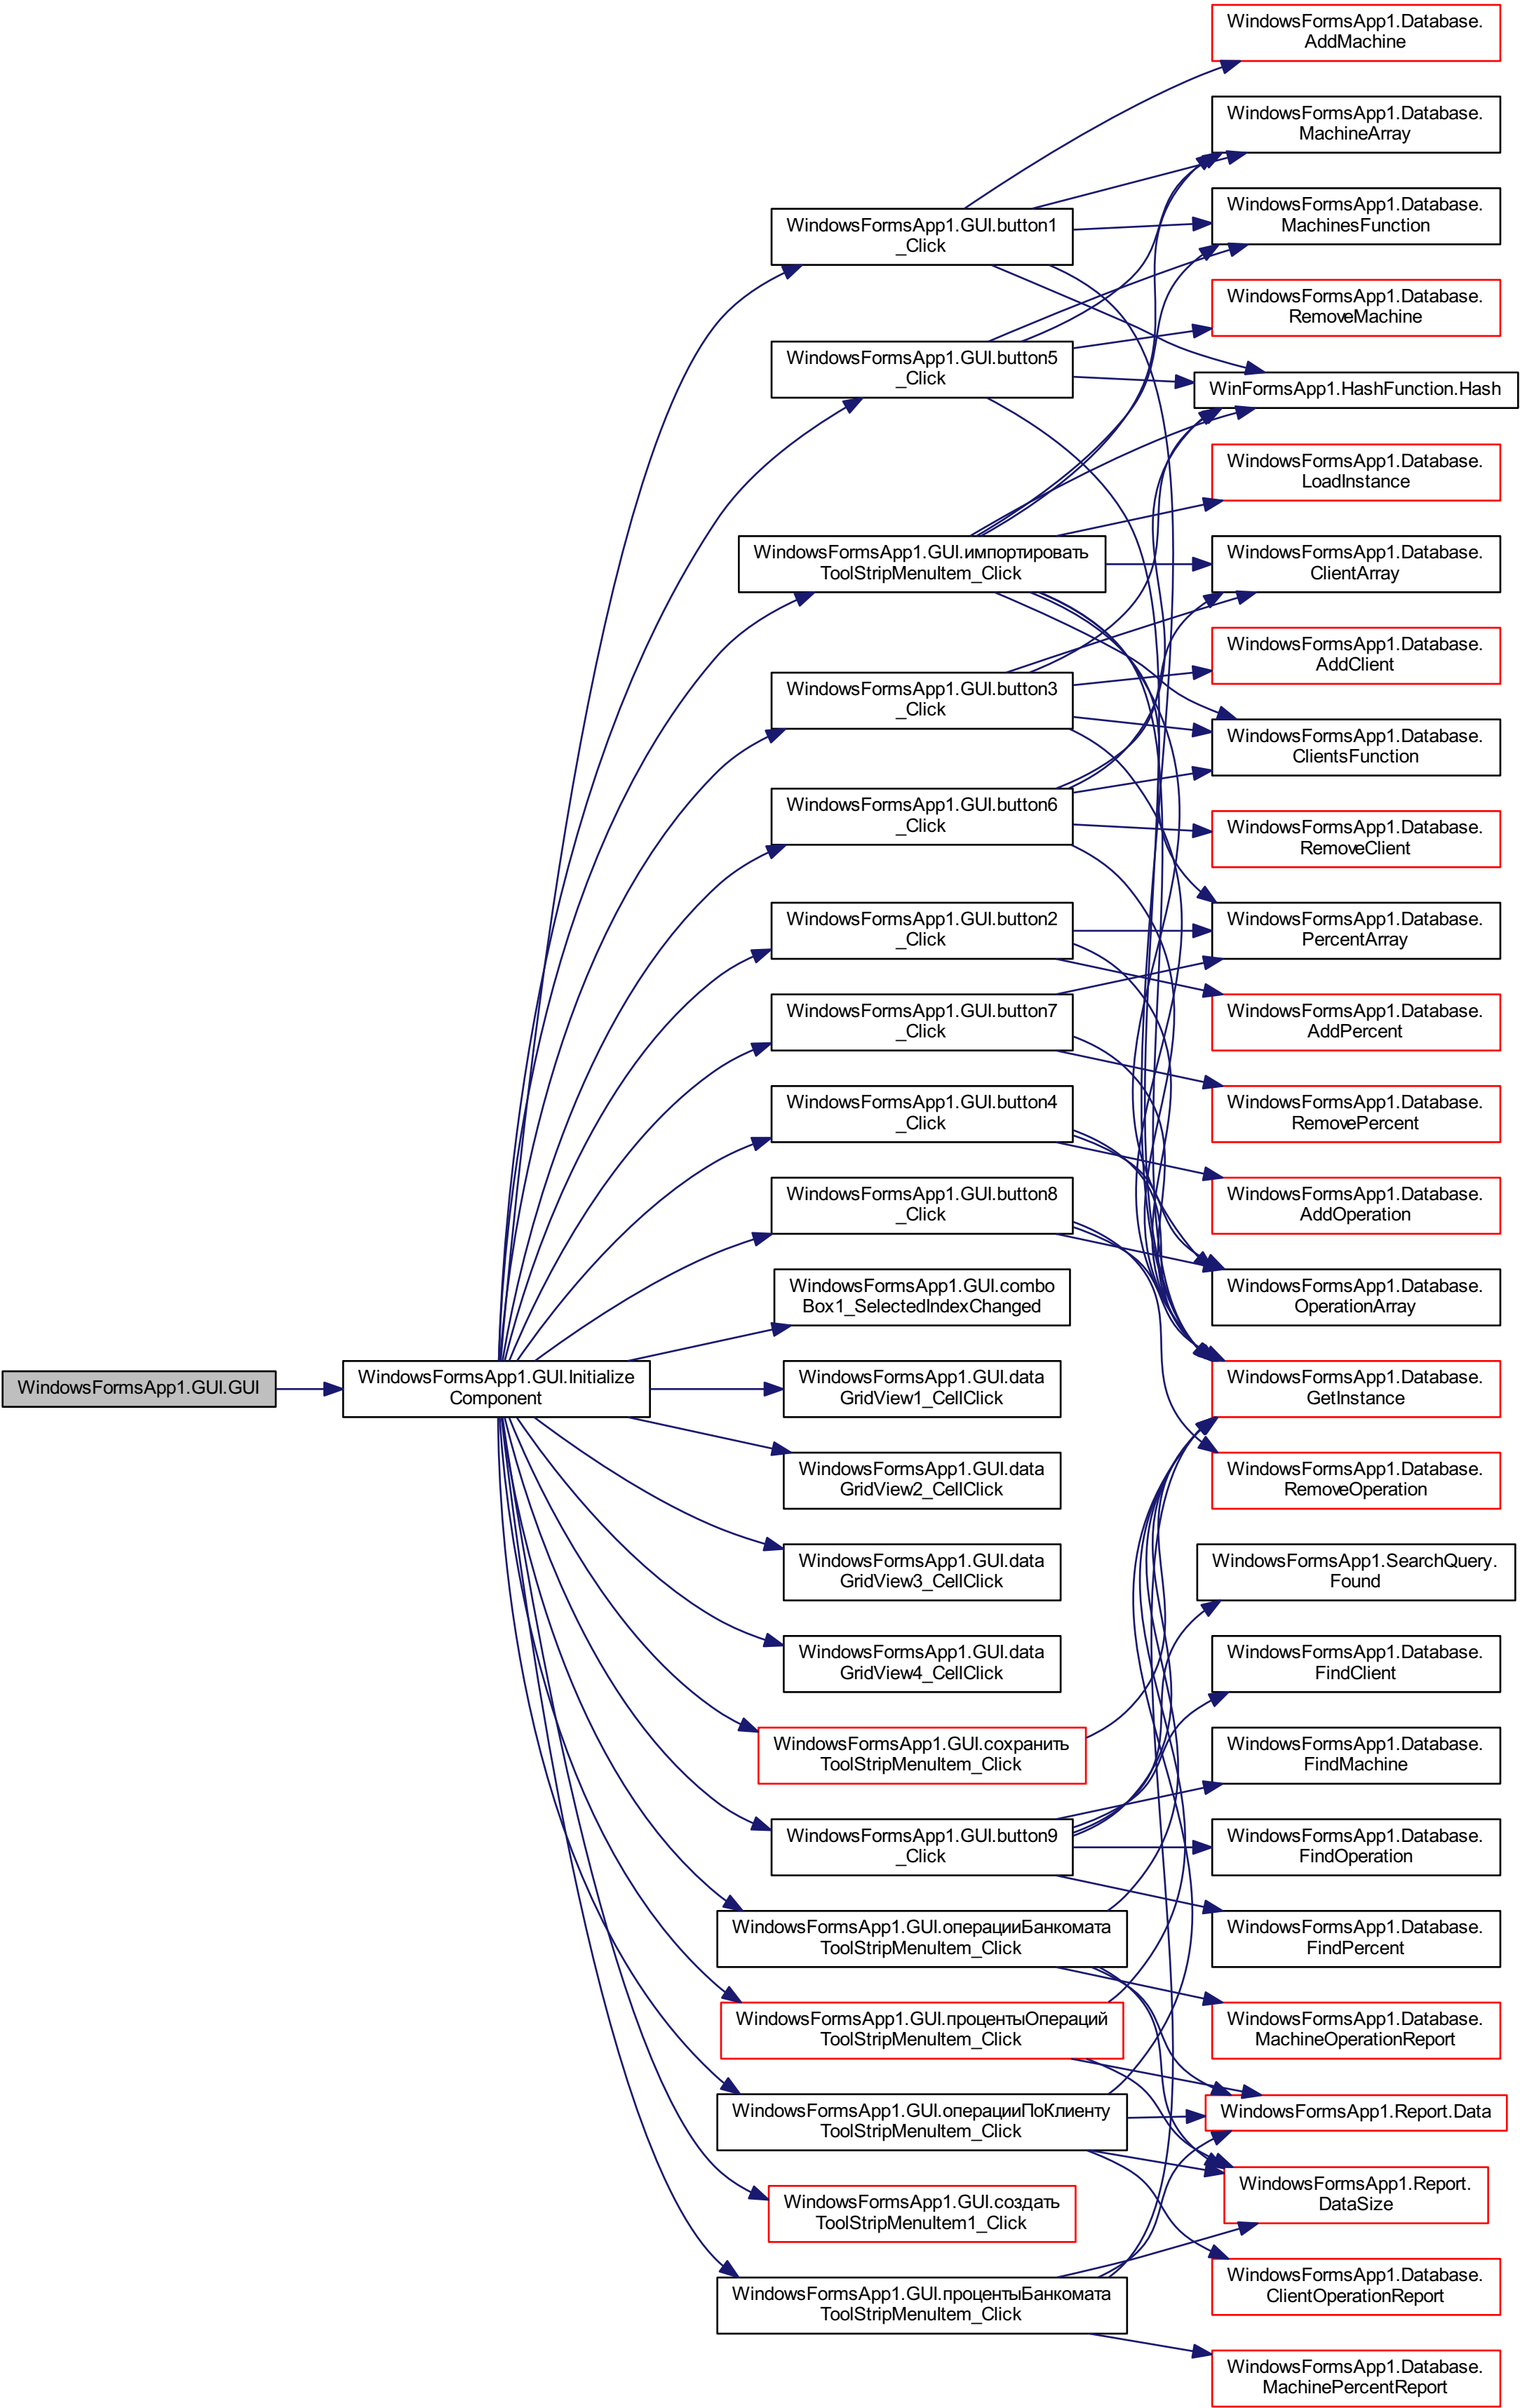 WindowsFormsApp1.GUI.GUI
WindowsFormsApp1.GUI.Initialize
Component
WindowsFormsApp1.GUI.button1
_Click
WindowsFormsApp1.GUI.button5
_Click
WindowsFormsApp1.GUI.импортировать
ToolStripMenuItem_Click
WindowsFormsApp1.GUI.button3
_Click
WindowsFormsApp1.GUI.button6
_Click
WindowsFormsApp1.GUI.button2
_Click
WindowsFormsApp1.GUI.button7
_Click
WindowsFormsApp1.GUI.button4
_Click
WindowsFormsApp1.GUI.button8
_Click
WindowsFormsApp1.GUI.combo
Box1_SelectedIndexChanged
WindowsFormsApp1.GUI.data
GridView1_CellClick
WindowsFormsApp1.GUI.data
GridView2_CellClick
WindowsFormsApp1.GUI.data
GridView3_CellClick
WindowsFormsApp1.GUI.data
GridView4_CellClick
WindowsFormsApp1.GUI.сохранить
ToolStripMenuItem_Click
WindowsFormsApp1.GUI.button9
_Click
WindowsFormsApp1.GUI.операцииБанкомата
ToolStripMenuItem_Click
WindowsFormsApp1.GUI.процентыОпераций
ToolStripMenuItem_Click
WindowsFormsApp1.GUI.операцииПоКлиенту
ToolStripMenuItem_Click
WindowsFormsApp1.GUI.создать
ToolStripMenuItem1_Click
WindowsFormsApp1.GUI.процентыБанкомата
ToolStripMenuItem_Click
WindowsFormsApp1.Database.
AddMachine
WindowsFormsApp1.Database.
MachineArray
WindowsFormsApp1.Database.
MachinesFunction
WindowsFormsApp1.Database.
RemoveMachine
WinFormsApp1.HashFunction.Hash
WindowsFormsApp1.Database.
LoadInstance
WindowsFormsApp1.Database.
ClientArray
WindowsFormsApp1.Database.
AddClient
WindowsFormsApp1.Database.
ClientsFunction
WindowsFormsApp1.Database.
RemoveClient
WindowsFormsApp1.Database.
PercentArray
WindowsFormsApp1.Database.
AddPercent
WindowsFormsApp1.Database.
RemovePercent
WindowsFormsApp1.Database.
AddOperation
WindowsFormsApp1.Database.
OperationArray
WindowsFormsApp1.Database.
GetInstance
WindowsFormsApp1.Database.
RemoveOperation
WindowsFormsApp1.SearchQuery.
Found
WindowsFormsApp1.Database.
FindClient
WindowsFormsApp1.Database.
FindMachine
WindowsFormsApp1.Database.
FindOperation
WindowsFormsApp1.Database.
FindPercent
WindowsFormsApp1.Database.
MachineOperationReport
WindowsFormsApp1.Report.Data
WindowsFormsApp1.Report.
DataSize
WindowsFormsApp1.Database.
ClientOperationReport
WindowsFormsApp1.Database.
MachinePercentReport